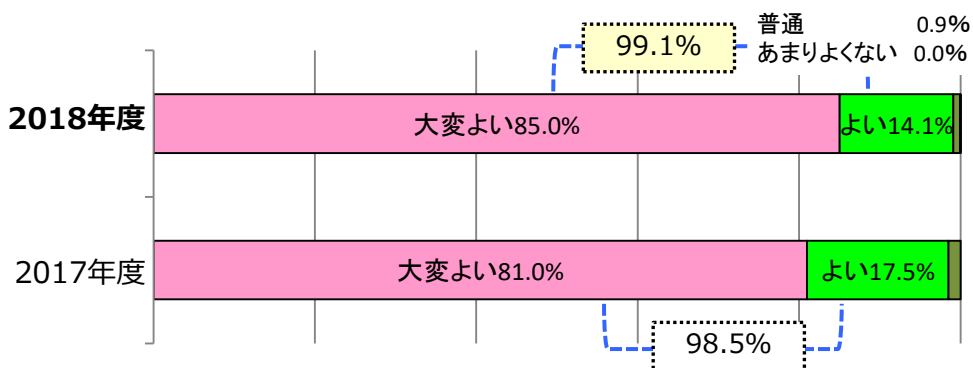 普通 0.9%
99.1%
あまりよくない 0.0%
2018年度 大変よい85.0% よい14.1%
2017年度 大変よい81.0% よい17.5%
98.5%